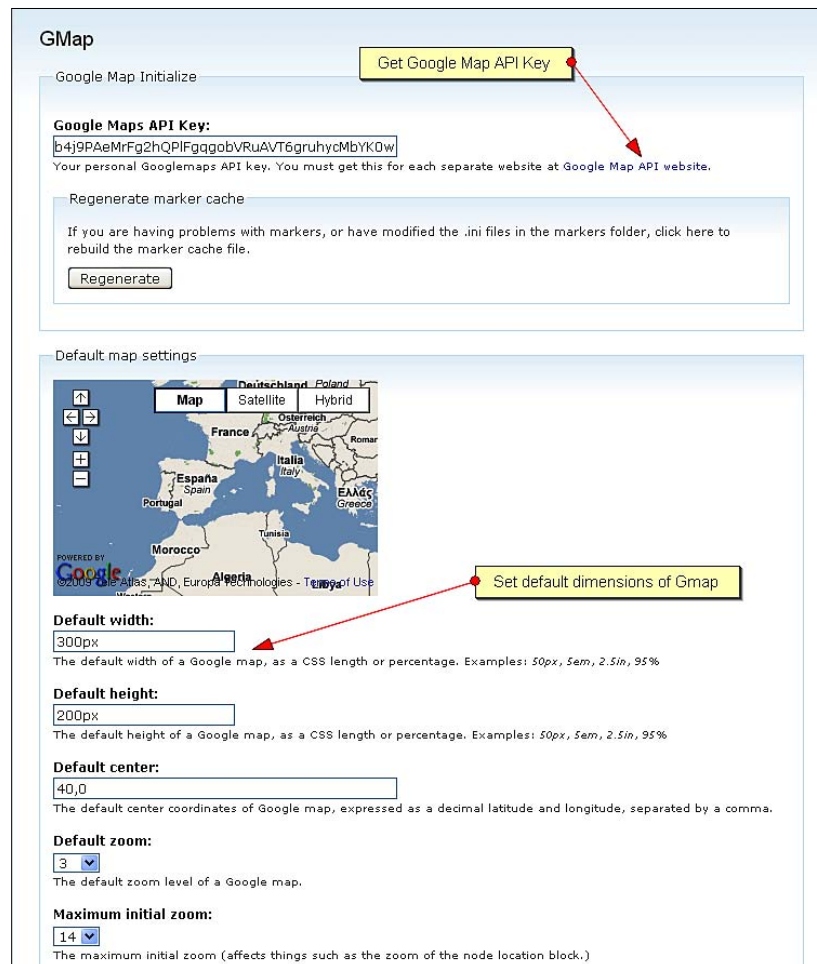 GMap
Get Google Map API Key
Google Map Initialize
Google Maps API Key:
b4j9PAeMrFg2hQPlFgqgobVRuAVT6gruhycMbYK0w
Your personal Googlemaps API key. You must get this for each separate website at Google Map API website.
Regenerate marker cache
If you are having problems with markers, or have modified the .ini files in the markers folder, click here to
rebuild the marker cache file.
Regenerate
Default map settings
Deutschland Poland
Map Satellite Hybrid
Österreich
Austria
France
Romar
Italia
Italy
España
Spain
Ελλάς
Greece
Portugal
Tunisia
Morocco
POWERED BY
Google
Algeria
Libya
©2009 Tele Atlas, AND, Europa Technologies - Terms of Use
Set default dimensions of Gmap
Default width:
300px
The default width of a Google map, as a CSS length or percentage. Examples: 50px, 5em, 2.5in, 95%
Default height:
200px
The default height of a Google map, as a CSS length or percentage. Examples: 50px, 5em, 2.5in, 95%
Default center:
40,0
The default center coordinates of Google map, expressed as a decimal latitude and longitude, separated by a comma.
Default zoom:
3
The default zoom level of a Google map.
Maximum initial zoom:
14
The maximum initial zoom (affects things such as the zoom of the node location block.)